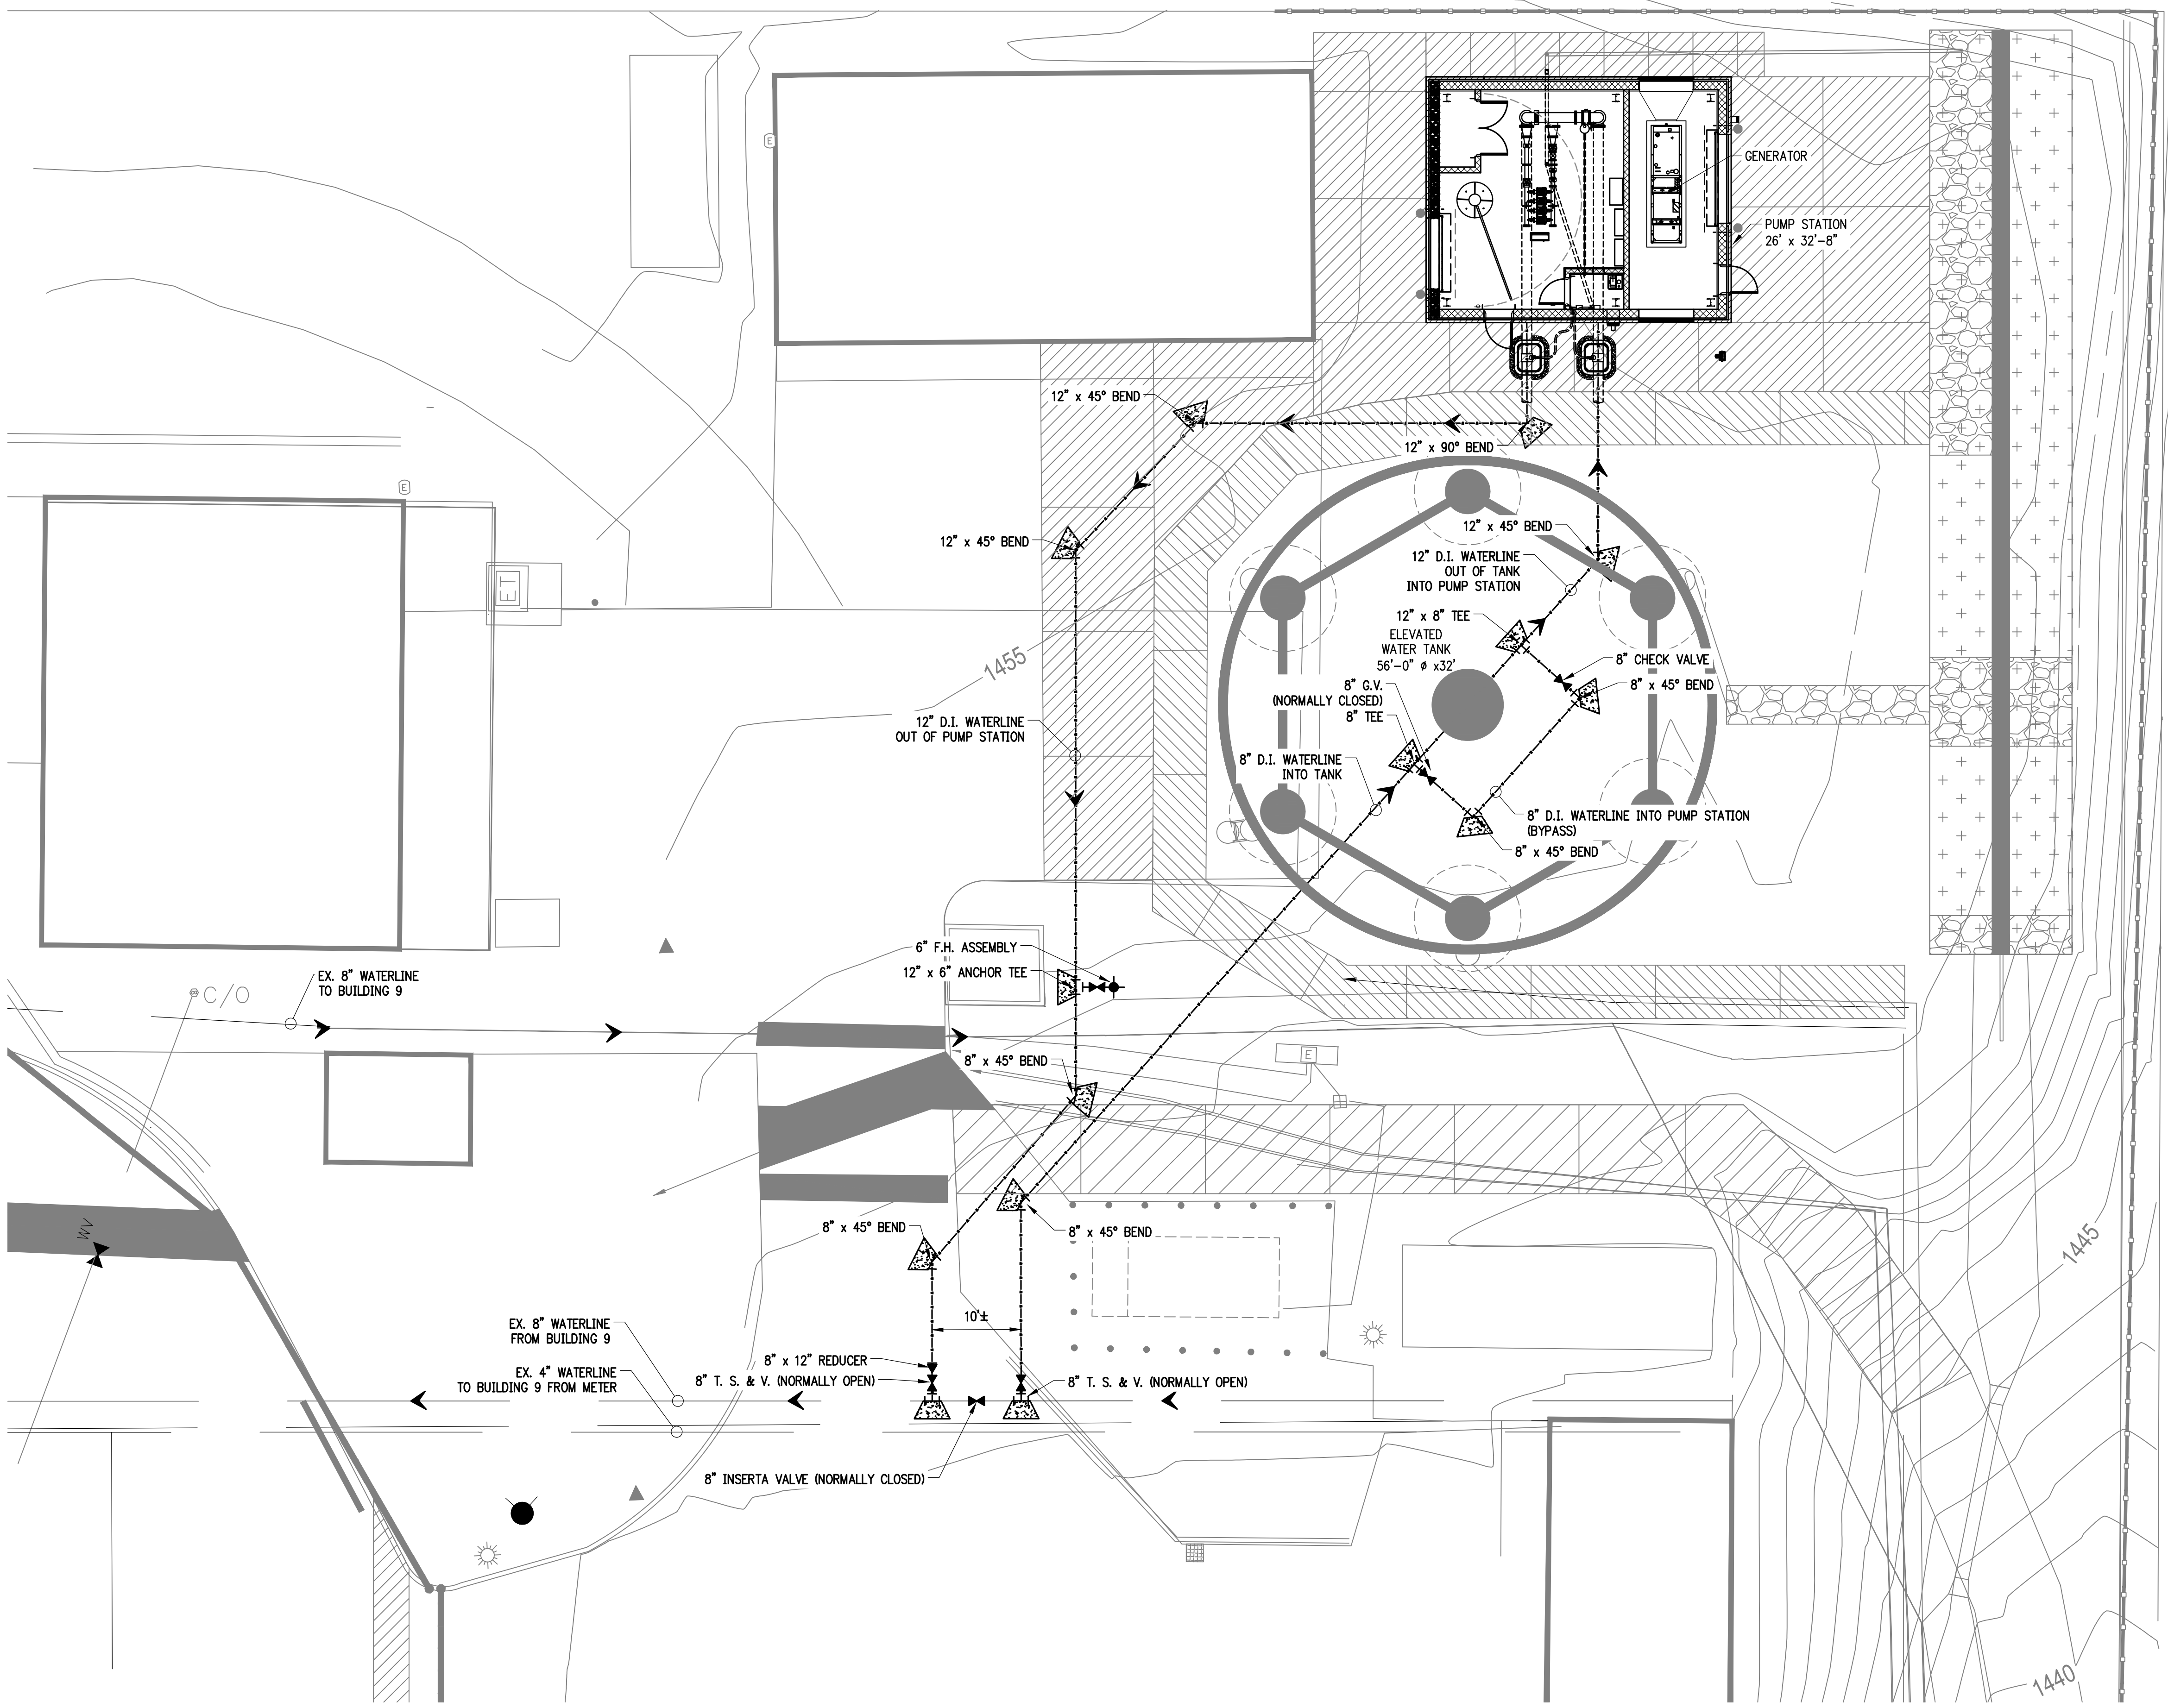 GENERATOR
PUMP STATION
26' x 32'-8"
E
12" x 45° BEND
12" x 90° BEND
E
12" x 45° BEND
12" x 45° BEND
12" D.I. WATERLINE
OUT OF TANK
INTO PUMP STATION
ET
12" x 8" TEE
ELEVATED
WATER TANK
56'-0" ø x32'
8" CHECK VALVE
1455
8" G.V.
(NORMALLY CLOSED)
8" TEE
8" x 45° BEND
12" D.I. WATERLINE
OUT OF PUMP STATION
8" D.I. WATERLINE
INTO TANK
8" D.I. WATERLINE INTO PUMP STATION
(BYPASS)
8" x 45° BEND
6" F.H. ASSEMBLY
12" x 6" ANCHOR TEE
EX. 8" WATERLINE
TO BUILDING 9
C/O
8" x 45° BEND
E
WV
8" x 45° BEND
8" x 45° BEND
1445
10'±
EX. 8" WATERLINE
FROM BUILDING 9
EX. 4" WATERLINE
TO BUILDING 9 FROM METER
8" x 12" REDUCER
8" T. S. & V. (NORMALLY OPEN)
8" T. S. & V. (NORMALLY OPEN)
8" INSERTA VALVE (NORMALLY CLOSED)
1440